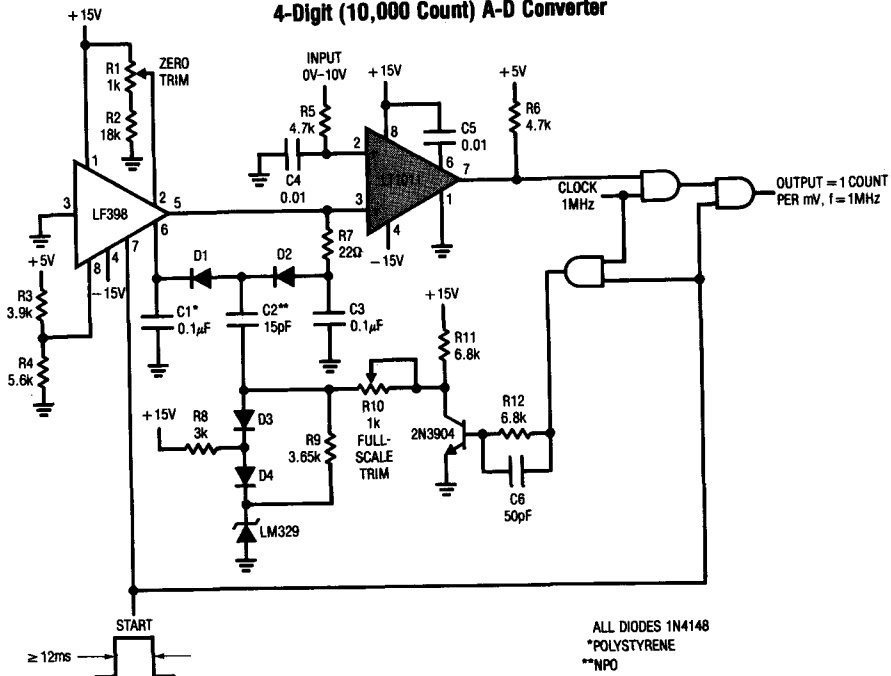 4-Digit (10,000 Count) A-D Converter
+15V
R1
1k
ZERO
TRIM
R2
18k
INPUT
0V–10V
R5
4.7k
+15V
C5
0.01
+5V
R6
4.7k
C4
0.01
2
3
8
6
7
1
4
LT1011
−15V
CLOCK
1MHz
OUTPUT = 1 COUNT
PER mV, f = 1MHz
1
3
2
5
6
LF398
8
4
7
−15V
+5V
R3
3.9k
R4
5.6k
D1
D2
R7
22Ω
C1*
0.1µF
C2**
15pF
C3
0.1µF
+15V
R11
6.8k
+15V
R8
3k
D3
D4
R9
3.65k
R10
1k
FULL-
SCALE
TRIM
2N3904
R12
6.8k
C6
50pF
LM329
START
≥ 12ms
ALL DIODES 1N4148
*POLYSTYRENE
**NPO